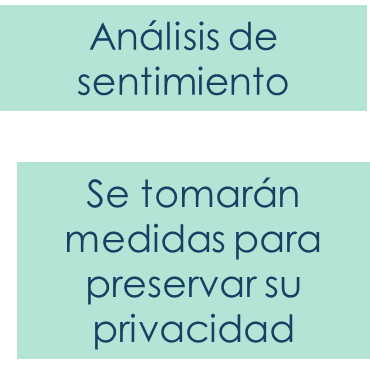 Análisis de
sentimiento
Se tomarán
medidas para
preservar su
privacidad